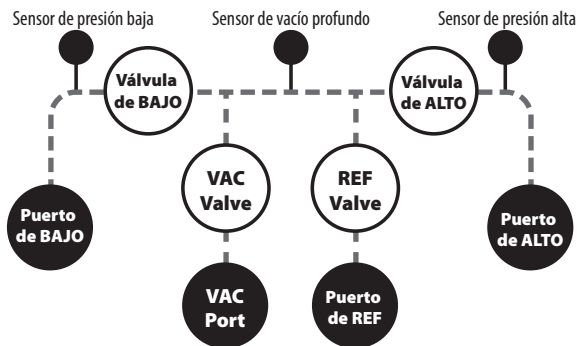 Sensor de presión baja
Sensor de vacío profundo
Sensor de presión alta
Válvula
de BAJO
Válvula
de ALTO
VAC
Valve
REF
Valve
Puerto
de BAJO
Puerto
de ALTO
VAC
Port
Puerto
de REF